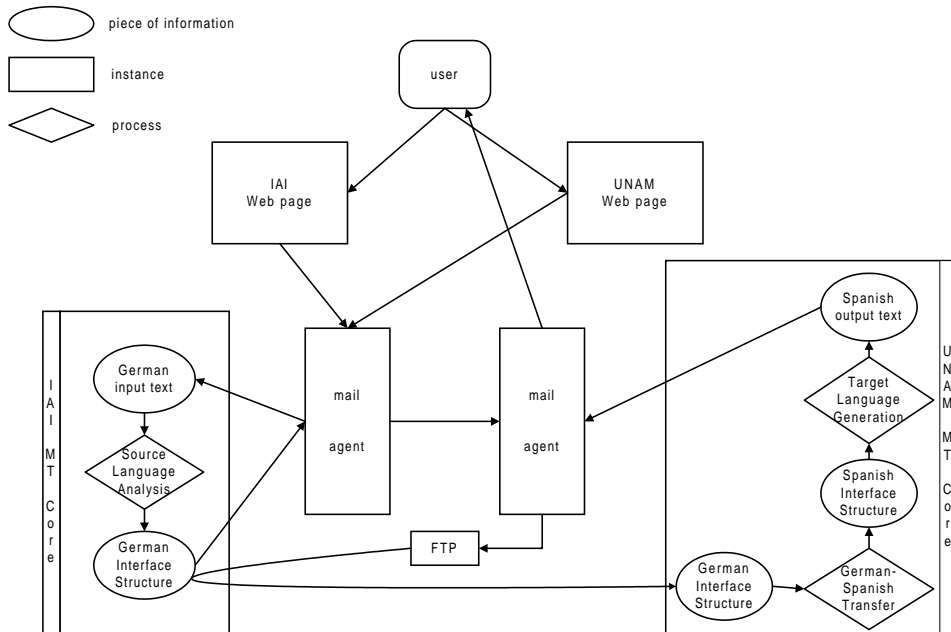 piece of information
instance
process
user
IAI
Web page
UNAM
Web page
IAI MT Core
German
input text
Source
Language
Analysis
German
Interface
Structure
mail
agent
mail
agent
FTP
German
Interface
Structure
Spanish
output text
Target
Language
Generation
Spanish
Interface
Structure
German-
Spanish
Transfer
UNAM MT Core